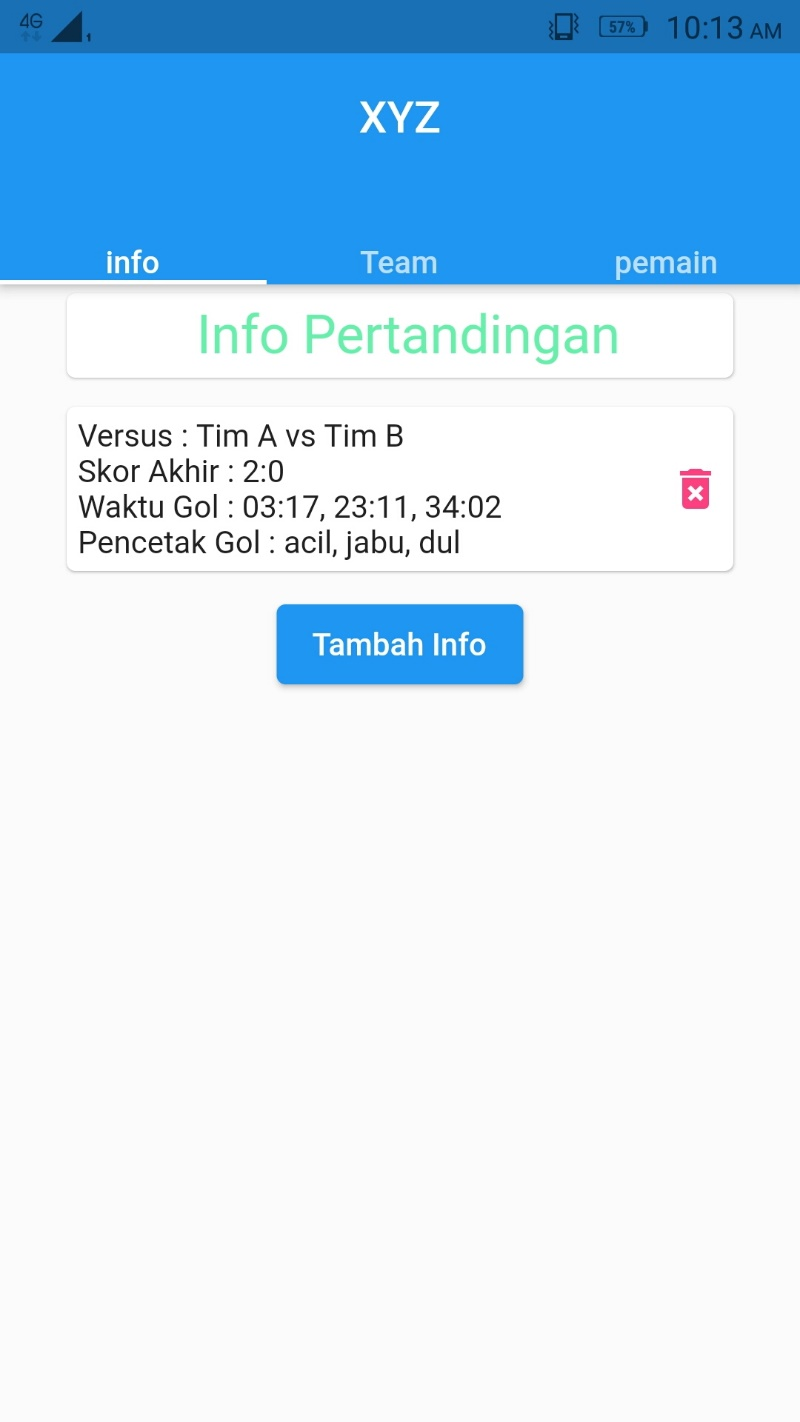 4G 1 57% 10:13 AM
XYZ
info Team pemain
Info Pertandingan
Versus : Tim A vs Tim B
Skor Akhir : 2:0
Waktu Gol : 03:17, 23:11, 34:02
Pencetak Gol : acil, jabu, dul
Tambah Info